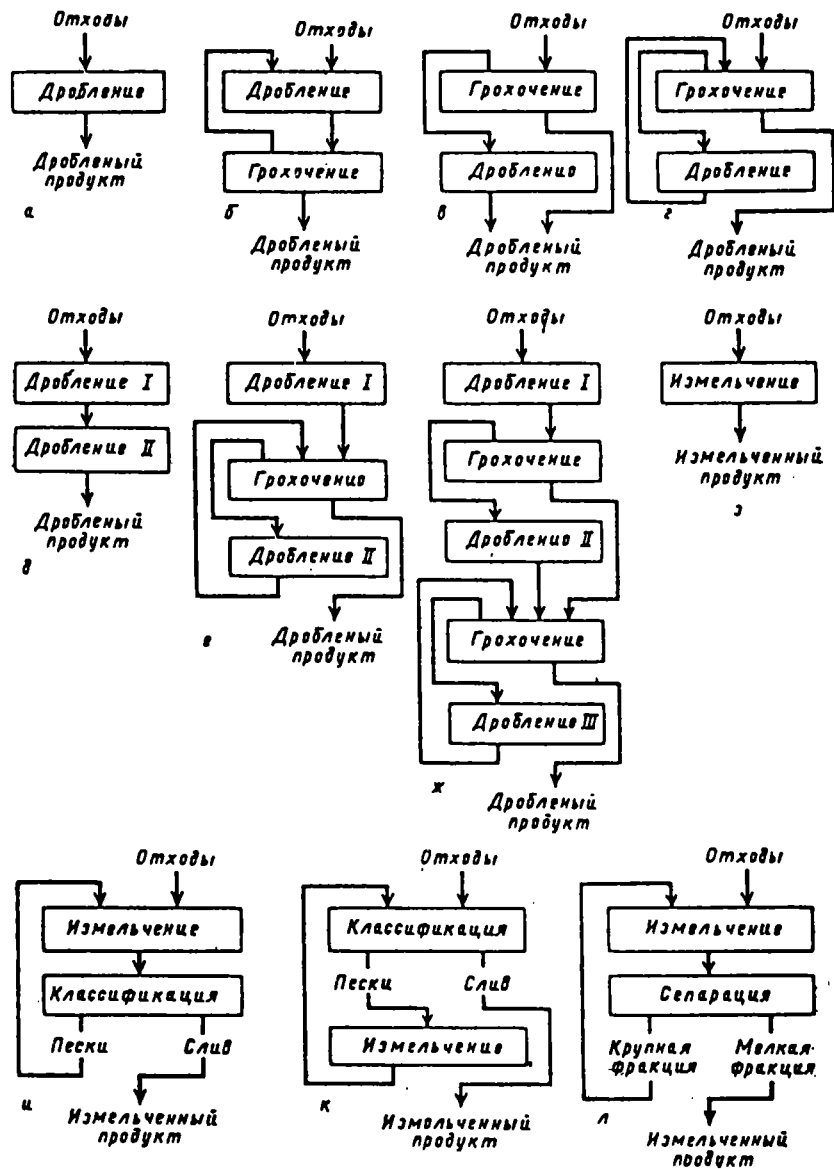 Отходы
Дробление
Дробленый
продукт
а
Отходы
Дробление
Грохочение
Дробленый
продукт
б
Отходы
Грохочение
Дробление
Дробленый
продукт
в
Отходы
Грохочение
Дробление
Дробленый
продукт
г
Отходы
Дробление I
Дробление II
Дробленый
продукт
д
Отходы
Дробление I
Грохочение
Дробление II
Дробленый
продукт
е
Отходы
Дробление I
Грохочение
Дробление II
Грохочение
Дробление III
Дробленый
продукт
ж
Отходы
Измельчение
Измельченный
продукт
з
Отходы
Измельчение
Классификация
Пески Слив
Измельченный
продукт
и
Отходы
Классификация
Пески Слив
Измельчение
Измельченный
продукт
к
Отходы
Измельчение
Сепарация
Крупная Мелкая
фракция фракция
Измельченный
продукт
л